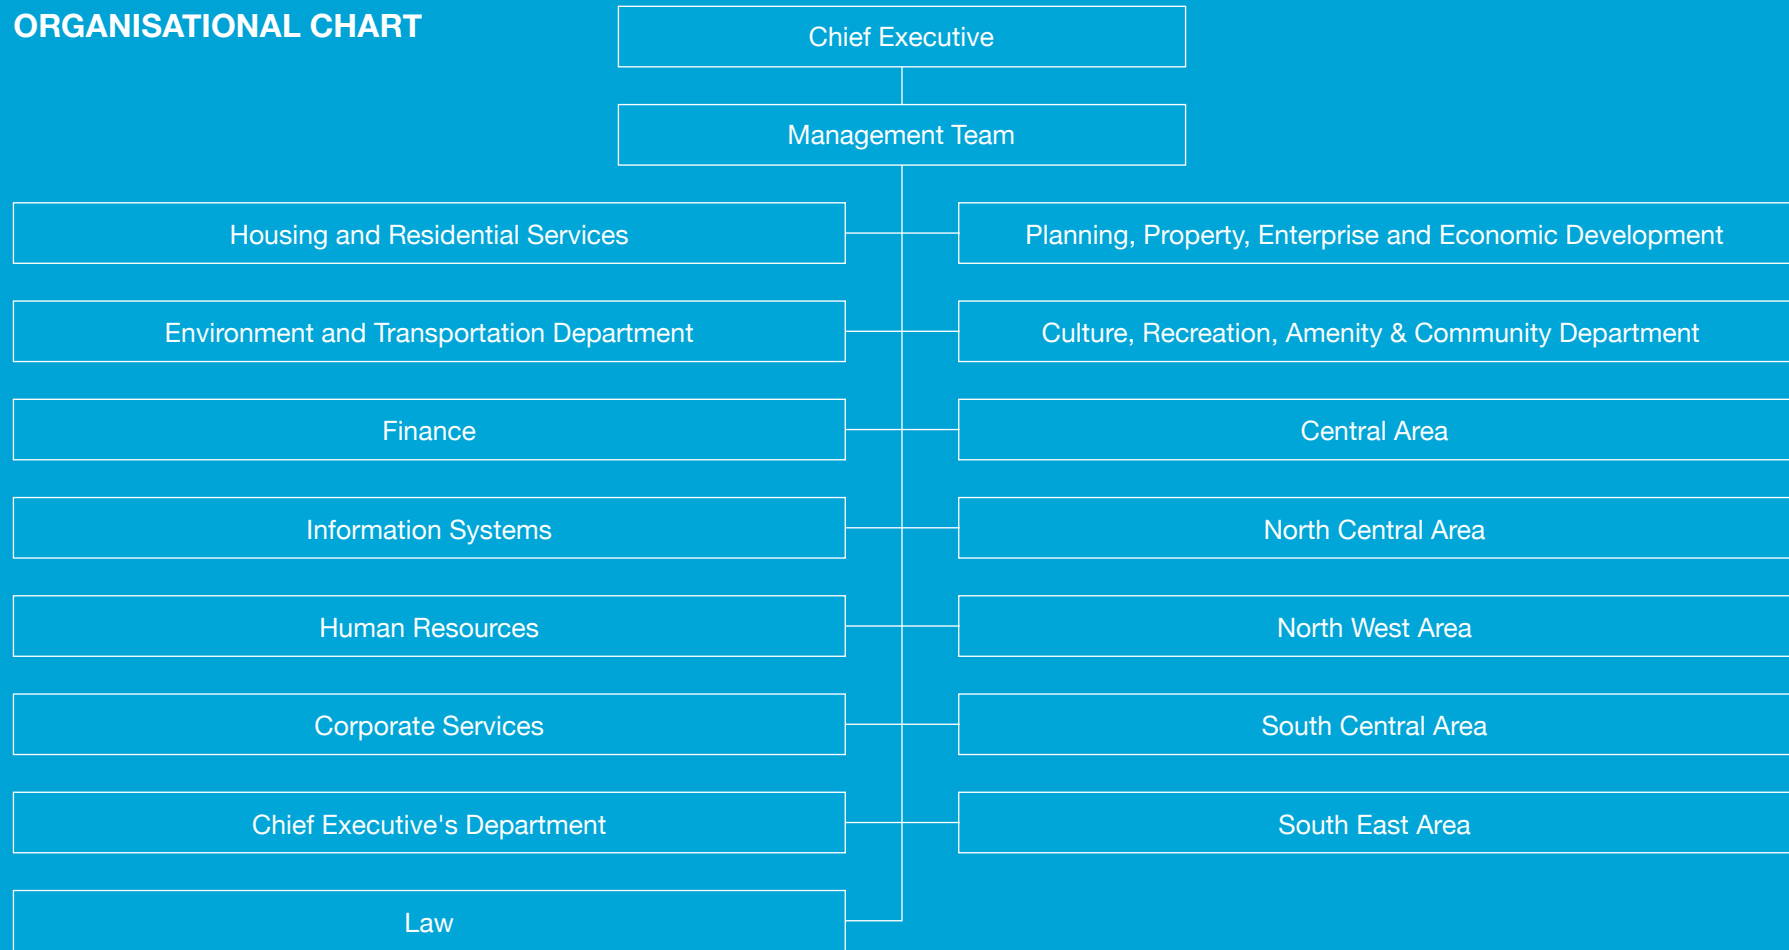 ORGANISATIONAL CHART
Chief Executive
Management Team
Housing and Residential Services
Planning, Property, Enterprise and Economic Development
Environment and Transportation Department
Culture, Recreation, Amenity & Community Department
Finance
Central Area
Information Systems
North Central Area
Human Resources
North West Area
Corporate Services
South Central Area
Chief Executive's Department
South East Area
Law